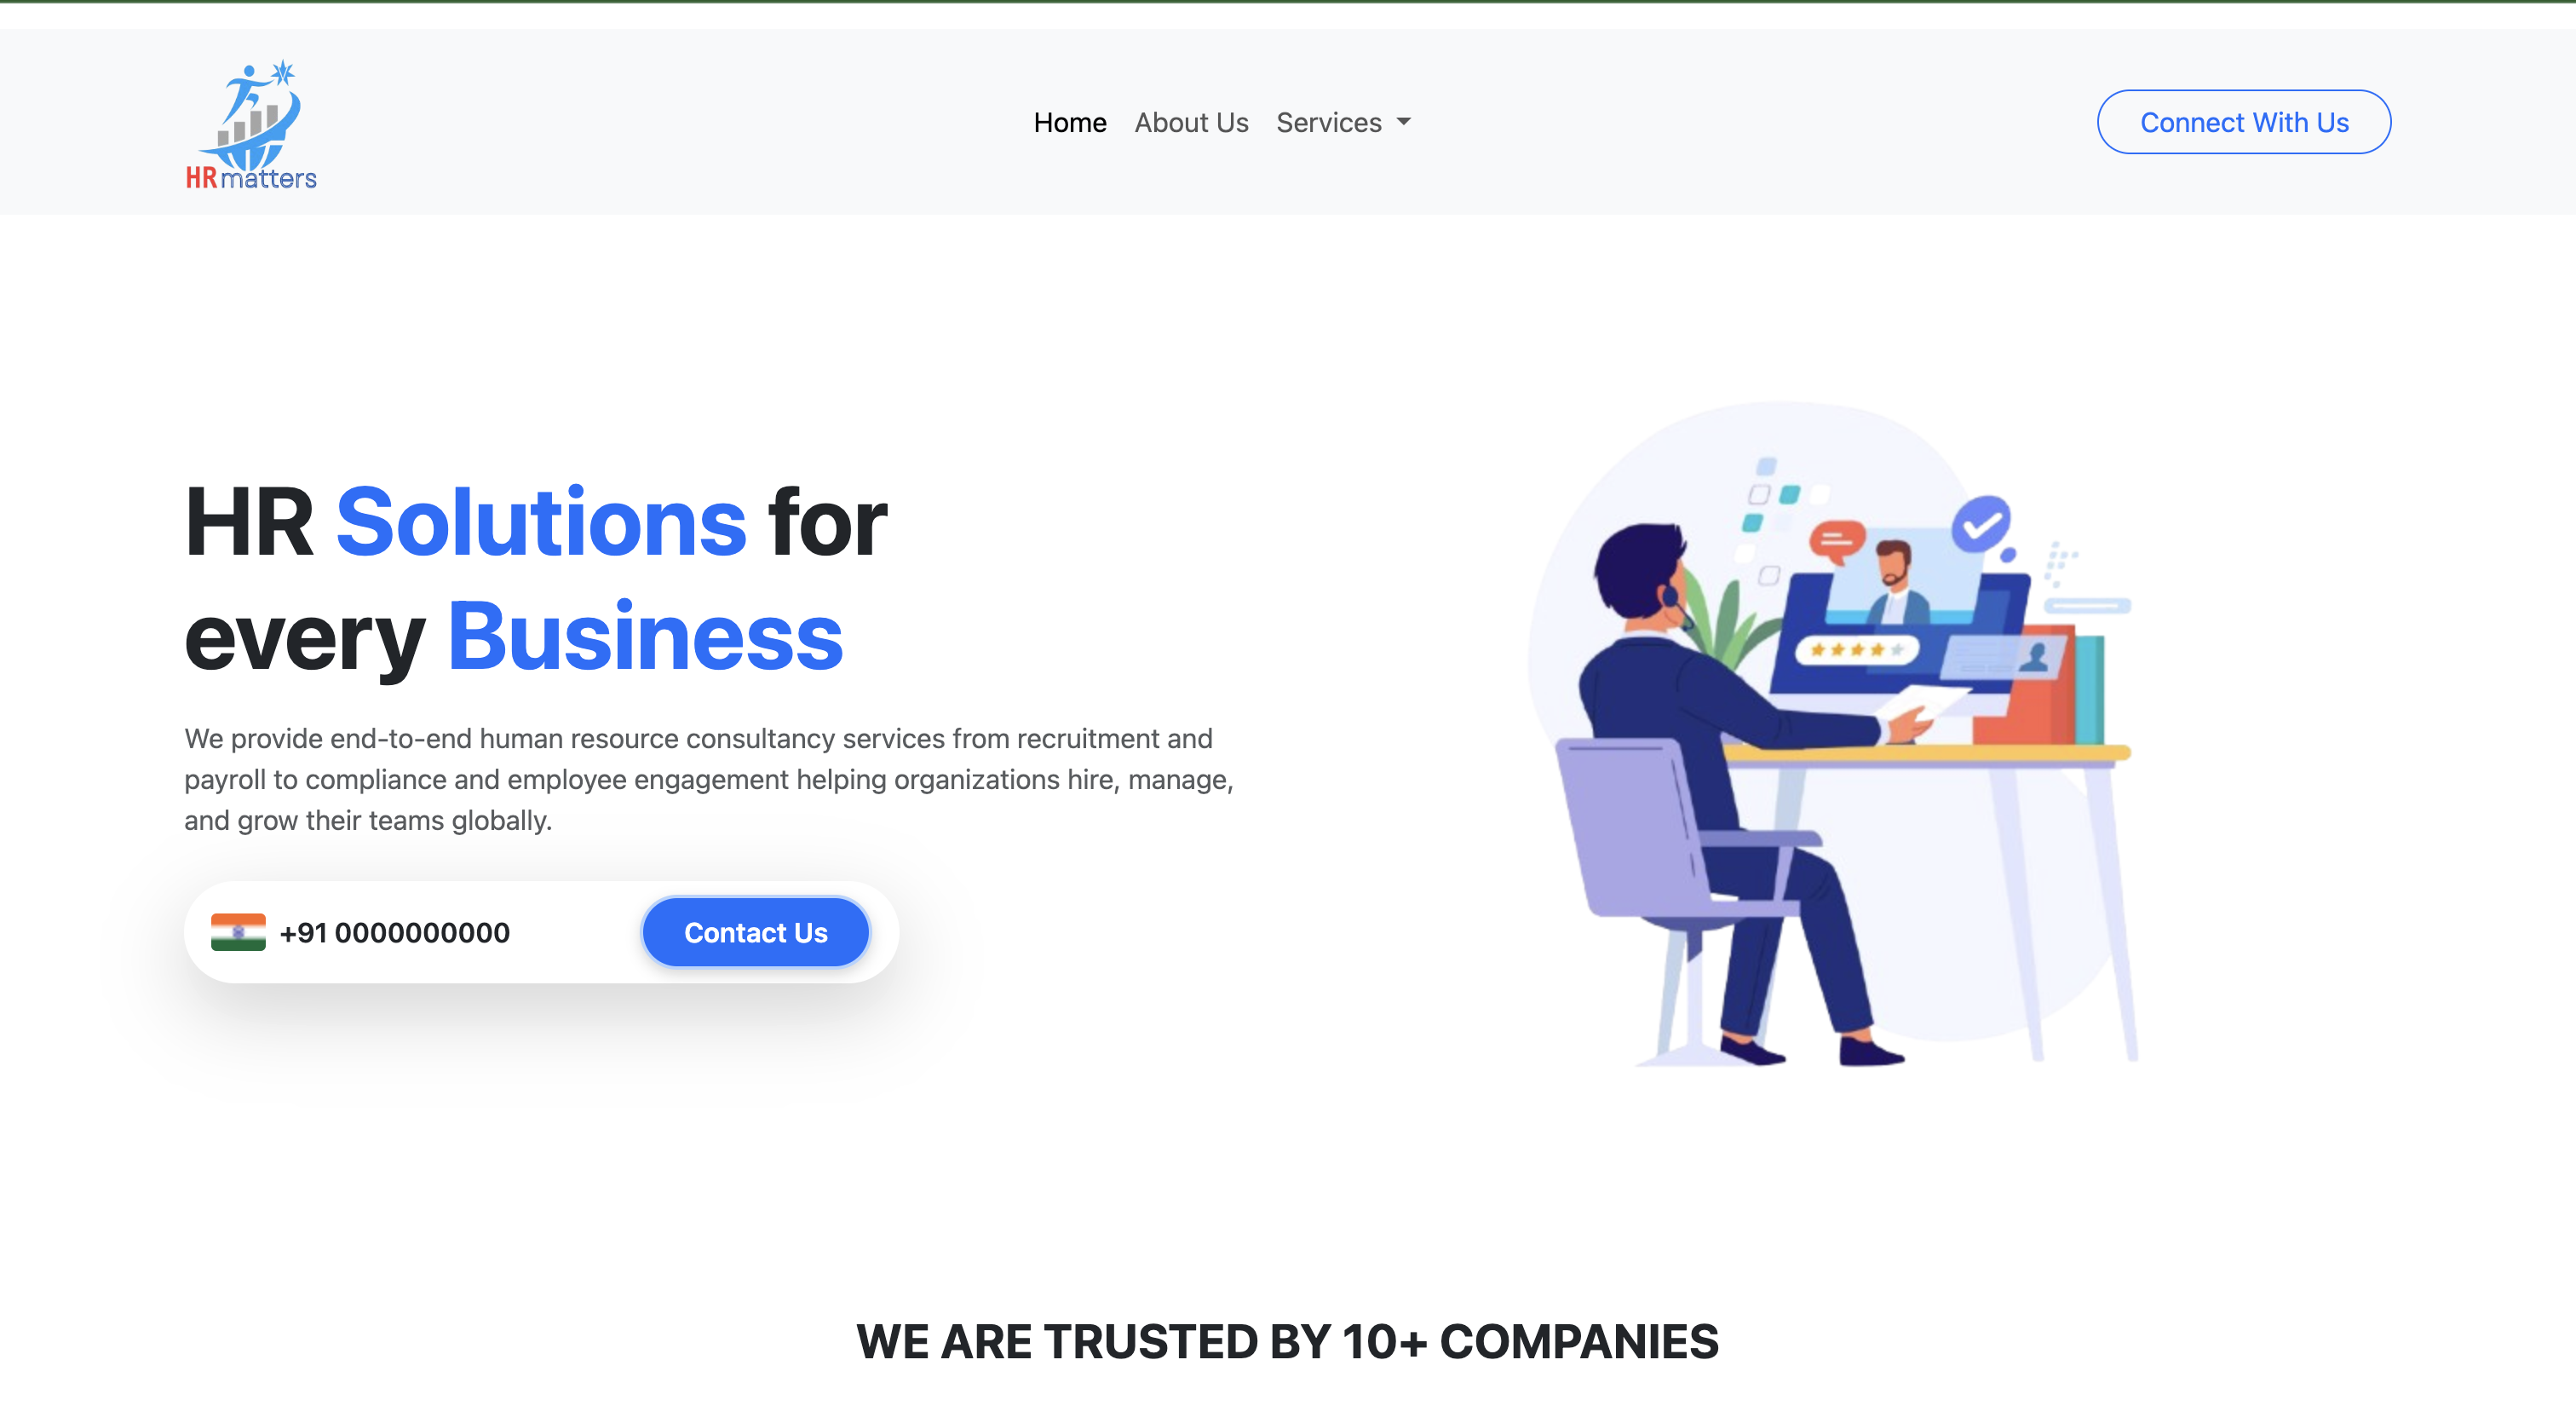 HRmatters
Home About Us Services
Connect With Us
HR Solutions for
every Business
We provide end-to-end human resource consultancy services from recruitment and
payroll to compliance and employee engagement helping organizations hire, manage,
and grow their teams globally.
+91 0000000000
Contact Us
WE ARE TRUSTED BY 10+ COMPANIES